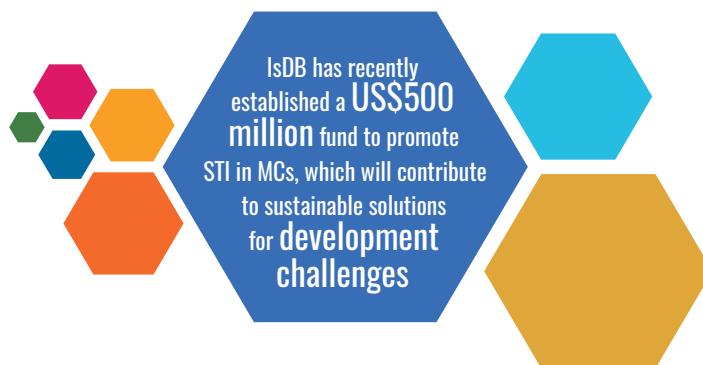 IsDB has recently
established a US$500
million fund to promote
STI in MCs, which will contribute
to sustainable solutions
for development
challenges